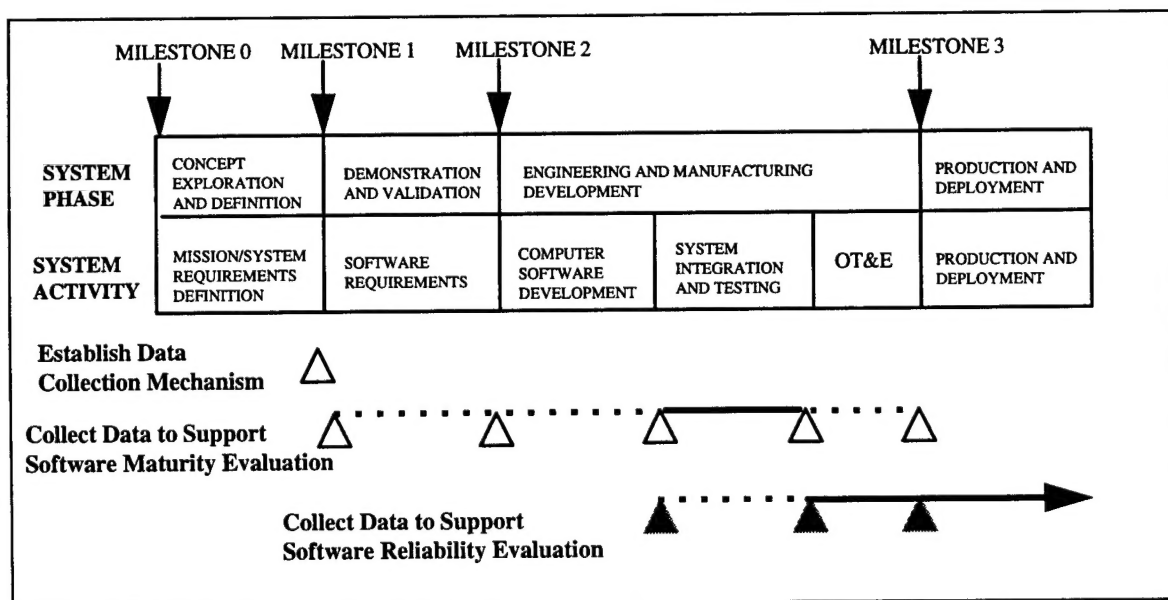 MILESTONE 0
MILESTONE 1
MILESTONE 2
MILESTONE 3
SYSTEM
PHASE
CONCEPT
EXPLORATION
AND DEFINITION
DEMONSTRATION
AND VALIDATION
ENGINEERING AND MANUFACTURING
DEVELOPMENT
PRODUCTION AND
DEPLOYMENT
SYSTEM
ACTIVITY
MISSION/SYSTEM
REQUIREMENTS
DEFINITION
SOFTWARE
REQUIREMENTS
COMPUTER
SOFTWARE
DEVELOPMENT
SYSTEM
INTEGRATION
AND TESTING
OT&E
PRODUCTION AND
DEPLOYMENT
Establish Data
Collection Mechanism
Collect Data to Support
Software Maturity Evaluation
Collect Data to Support
Software Reliability Evaluation